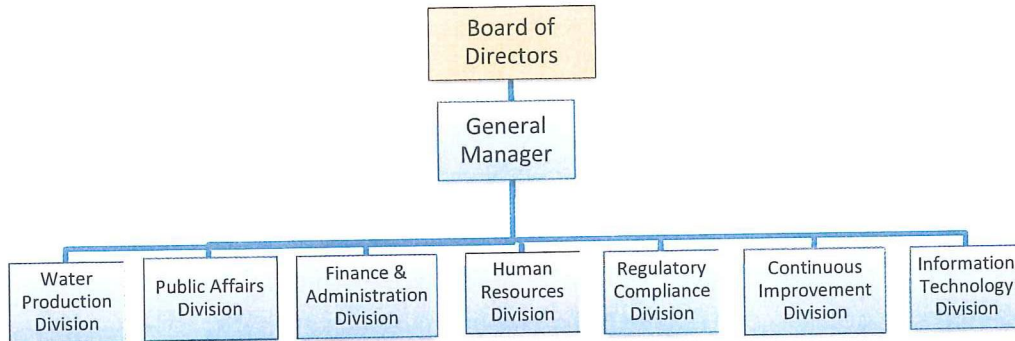 Board of
Directors
General
Manager
Water
Production
Division
Public Affairs
Division
Finance &
Administration
Division
Human
Resources
Division
Regulatory
Compliance
Division
Continuous
Improvement
Division
Information
Technology
Division